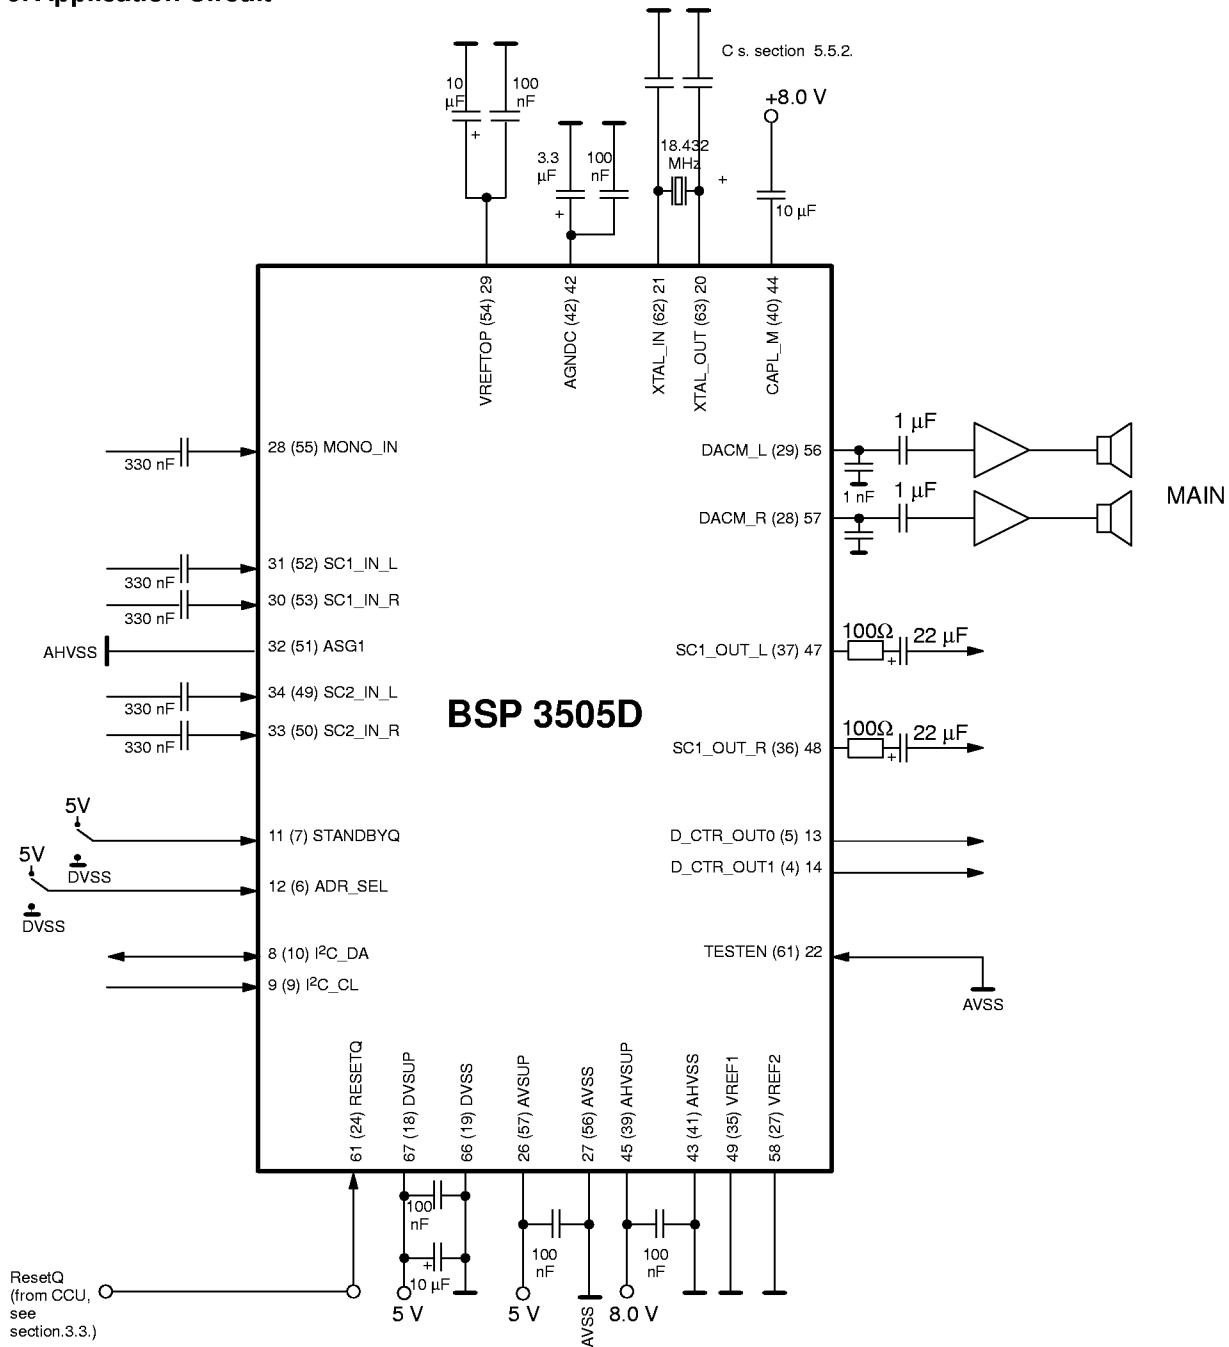 C s. section 5.5.2.
10
µF
100
nF
+
+8.0 V
3.3
µF
100
nF
+
18.432
MHz
+
10 µF
VREFTOP (54) 29
AGNDC (42) 42
XTAL_IN (62) 21
XTAL_OUT (63) 20
CAPL_M (40) 44
330 nF
28 (55) MONO_IN
DACM_L (29) 56
1 µF
1 nF
DACM_R (28) 57
1 µF
MAIN
330 nF
31 (52) SC1_IN_L
330 nF
30 (53) SC1_IN_R
AHVSS
32 (51) ASG1
SC1_OUT_L (37) 47
100Ω
+
22 µF
330 nF
34 (49) SC2_IN_L
330 nF
33 (50) SC2_IN_R
BSP 3505D
SC1_OUT_R (36) 48
100Ω
+
22 µF
5V
DVSS
11 (7) STANDBYQ
D_CTR_OUT0 (5) 13
5V
DVSS
12 (6) ADR_SEL
D_CTR_OUT1 (4) 14
8 (10) I²C_DA
TESTEN (61) 22
AVSS
9 (9) I²C_CL
61 (24) RESETQ
67 (18) DVSUP
66 (19) DVSS
26 (57) AVSUP
27 (56) AVSS
45 (39) AHVSUP
43 (41) AHVSS
49 (35) VREF1
58 (27) VREF2
100
nF
+
10 µF
100
nF
100
nF
ResetQ
(from CCU,
see
section.3.3.)
5 V
5 V
AVSS
8.0 V